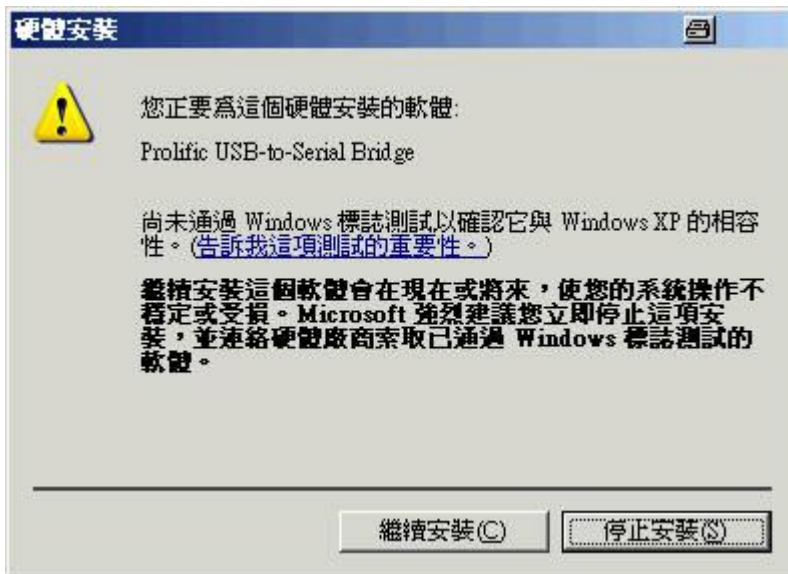 硬體安裝
您正要為這個硬體安裝的軟體:
Prolific USB-to-Serial Bridge
尚未通過 Windows 標誌測試以確認它與 Windows XP 的相容
性。(告訴我這項測試的重要性。)
繼續安裝這個軟體會在現在或將來，使您的系統操作不
穩定或受損。Microsoft 強烈建議您立即停止這項安
裝，並連絡硬體廠商索取已通過 Windows 標誌測試的
軟體。
繼續安裝(C)
停止安裝(S)